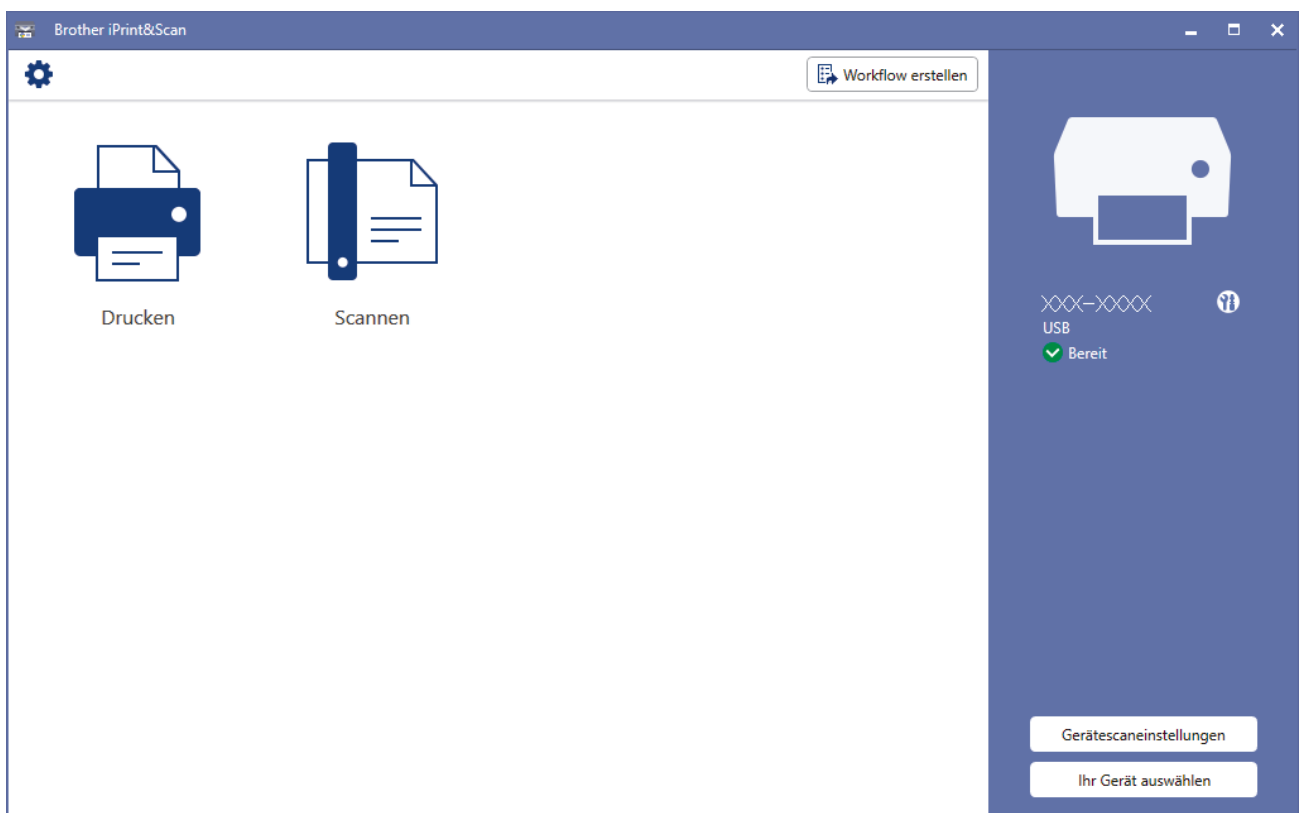 Brother iPrint&Scan
Workflow erstellen
Drucken
Scannen
XXX-XXXX
USB
Bereit
Gerätescaneinstellungen
Ihr Gerät auswählen